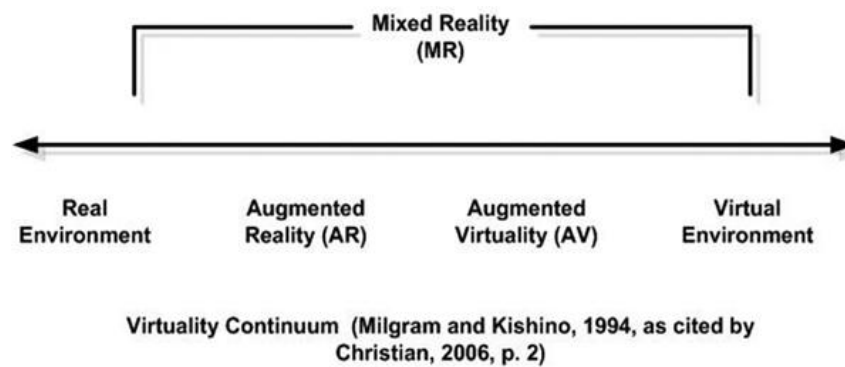 Mixed Reality
(MR)
Real
Environment
Augmented
Reality (AR)
Augmented
Virtuality (AV)
Virtual
Environment
Virtuality Continuum (Milgram and Kishino, 1994, as cited by
Christian, 2006, p. 2)